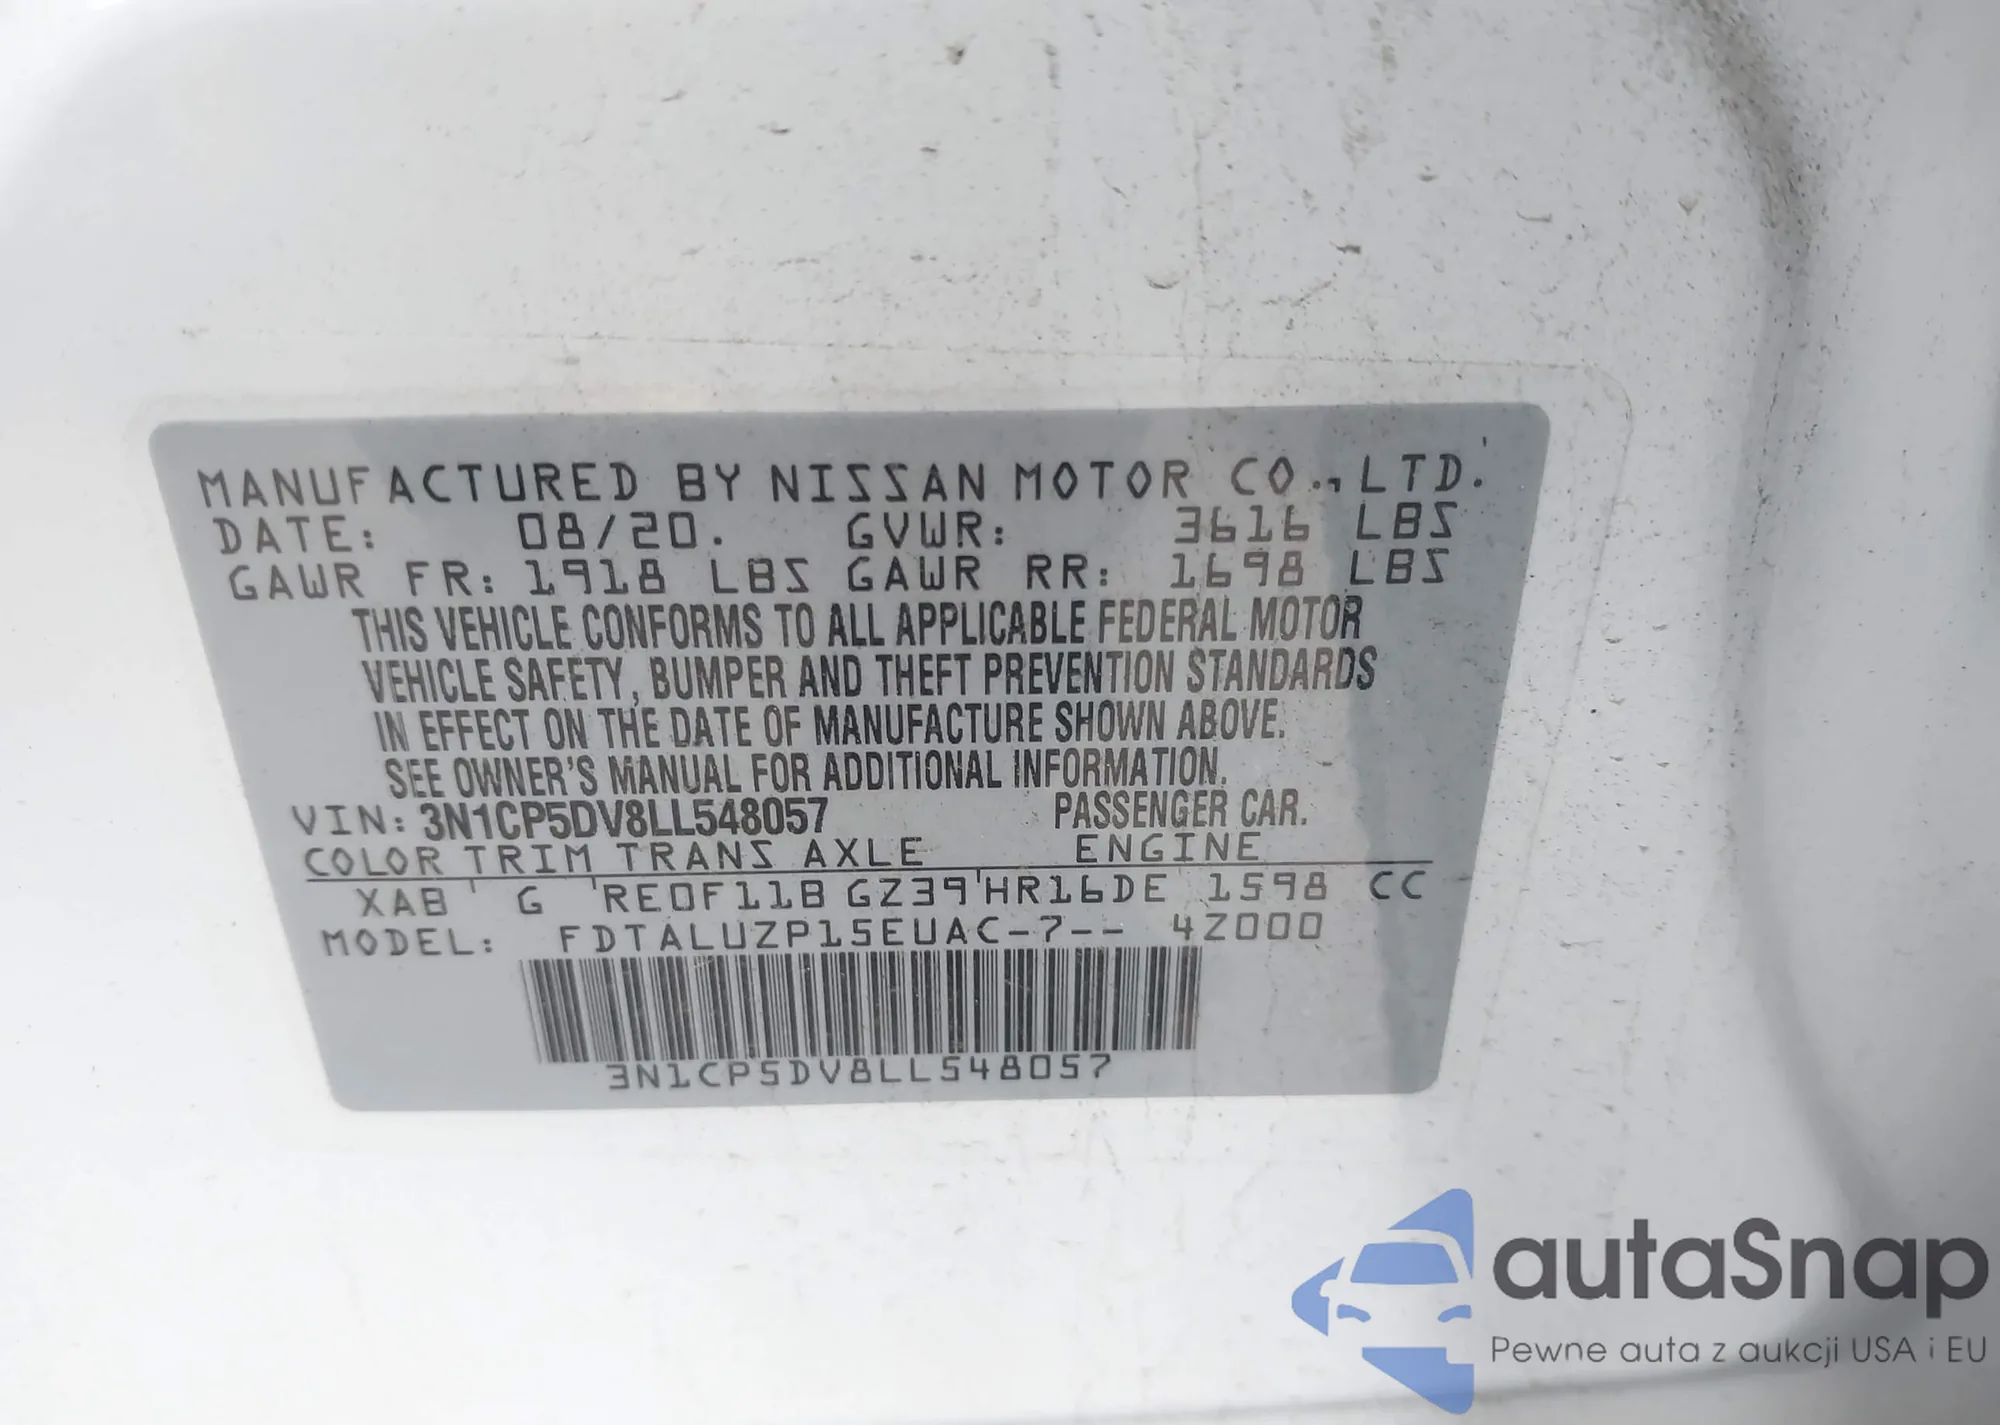 MANUFACTURED BY NISSAN MOTOR CO., LTD.
DATE: 08/20. GVWR: 3616 LBS
GAWR FR: 1918 LBS GAWR RR: 1698 LBS
THIS VEHICLE CONFORMS TO ALL APPLICABLE FEDERAL MOTOR
VEHICLE SAFETY, BUMPER AND THEFT PREVENTION STANDARDS
IN EFFECT ON THE DATE OF MANUFACTURE SHOWN ABOVE.
SEE OWNER'S MANUAL FOR ADDITIONAL INFORMATION.
VIN: 3N1CP5DV8LL548057 PASSENGER CAR.
COLOR TRIM TRANS AXLE ENGINE
XAB ' G 'RE0F11B GZ39'HR16DE 1598 CC
MODEL: FDTALUZP15EUAC-7-- 4Z000
3N1CP5DV8LL548057
autaSnap
Pewne auta z aukcji USA i EU